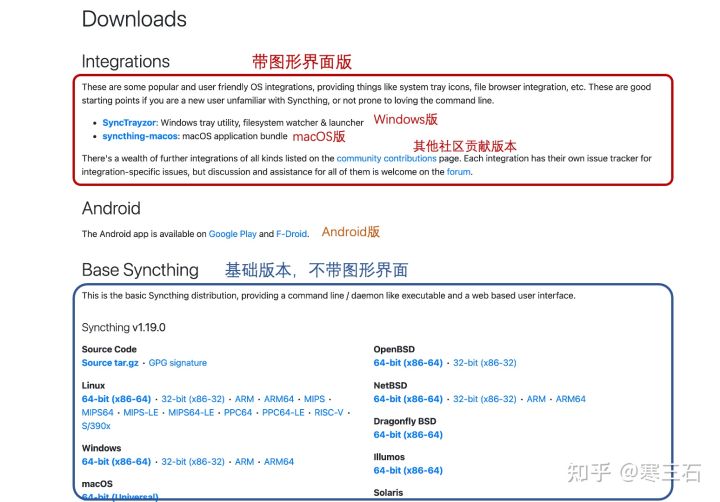 Downloads
Integrations 带图形界面版
These are some popular and user friendly OS integrations, providing things like system tray icons, file browser integration, etc. These are good
starting points if you are a new user unfamiliar with Syncthing, or not prone to loving the command line.
• SyncTrayzor: Windows tray utility, filesystem watcher & launcher Windows版
• syncthing-macos: macOS application bundle macOS版
其他社区贡献版本
There's a wealth of further integrations of all kinds listed on the community contributions page. Each integration has their own issue tracker for
integration-specific issues, but discussion and assistance for all of them is welcome on the forum.
Android
The Android app is available on Google Play and F-Droid. Android版
Base Syncthing 基础版本，不带图形界面
This is the basic Syncthing distribution, providing a command line / daemon like executable and a web based user interface.
Syncthing v1.19.0
Source Code
Source tar.gz · GPG signature
Linux
64-bit (x86-64) · 32-bit (x86-32) · ARM · ARM64 · MIPS ·
MIPS64 · MIPS-LE · MIPS64-LE · PPC64 · PPC64-LE · RISC-V ·
S/390x
Windows
64-bit (x86-64) · 32-bit (x86-32) · ARM · ARM64
macOS
64-bit (Universal)
OpenBSD
64-bit (x86-64) · 32-bit (x86-32)
NetBSD
64-bit (x86-64) · 32-bit (x86-32) · ARM · ARM64
Dragonfly BSD
64-bit (x86-64)
Illumos
64-bit (x86-64)
Solaris
知乎 @寒三石